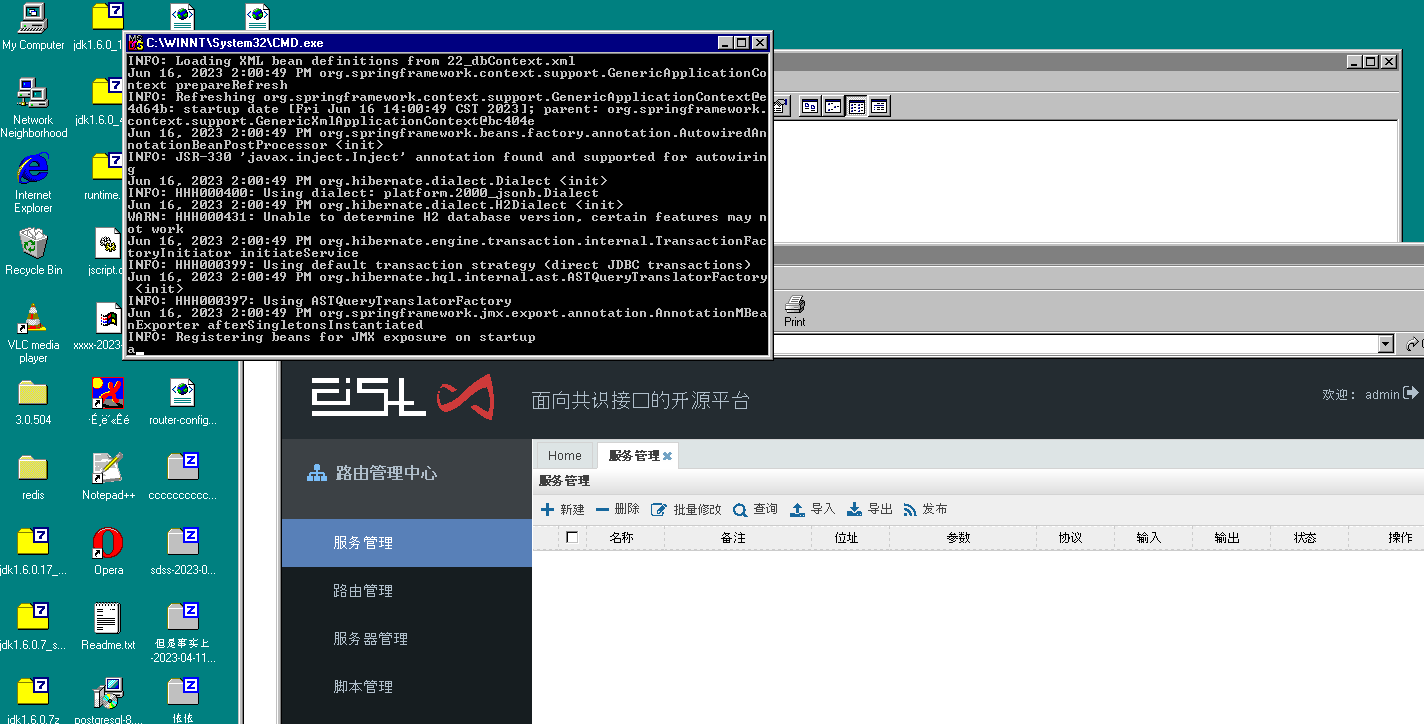 My Computer
jdk1.6.0_1
Network
Neighborhood
jdk1.6.0_4
Internet
Explorer
runtime.
Recycle Bin
jscript.
VLC media
player
xxxx-2023-
3.0.504
router-config...
redis
Notepad++
cccccccccc...
jdk1.6.0.17_...
Opera
sdss-2023-0...
jdk1.6.0.7_s...
Readme.txt
但是事实上
-2023-04-11...
jdk1.6.0.7z
postgresql-8....
依依
C:\WINNT\System32\CMD.exe
INFO: Loading XML bean definitions from 22_dbContext.xml
Jun 16, 2023 2:00:49 PM org.springframework.context.support.GenericApplicationCo
ntext prepareRefresh
INFO: Refreshing org.springframework.context.support.GenericApplicationContext@e
4d64b: startup date [Fri Jun 16 14:00:49 CST 2023]; parent: org.springframework.
context.support.GenericXmlApplicationContext@bc404e
Jun 16, 2023 2:00:49 PM org.springframework.beans.factory.annotation.AutowiredAn
notationBeanPostProcessor <init>
INFO: JSR-330 'javax.inject.Inject' annotation found and supported for autowirin
g
Jun 16, 2023 2:00:49 PM org.hibernate.dialect.Dialect <init>
INFO: HHH000400: Using dialect: platform.2000_jsonb.Dialect
Jun 16, 2023 2:00:49 PM org.hibernate.dialect.H2Dialect <init>
WARN: HHH000431: Unable to determine H2 database version, certain features may n
ot work
Jun 16, 2023 2:00:49 PM org.hibernate.engine.transaction.internal.TransactionFac
toryInitiator initiateService
INFO: HHH000399: Using default transaction strategy (direct JDBC transactions)
Jun 16, 2023 2:00:49 PM org.hibernate.hql.internal.ast.ASTQueryTranslatorFactory
<init>
INFO: HHH000397: Using ASTQueryTranslatorFactory
Jun 16, 2023 2:00:49 PM org.springframework.jmx.export.annotation.AnnotationMBea
nExporter afterSingletonsInstantiated
INFO: Registering beans for JMX exposure on startup
a
Print
面向共识接口的开源平台
欢迎： admin
路由管理中心
服务管理
路由管理
服务器管理
脚本管理
Home 服务管理
服务管理
新建 删除 批量修改 查询 导入 导出 发布
名称 备注 位址 参数 协议 输入 输出 状态 操作